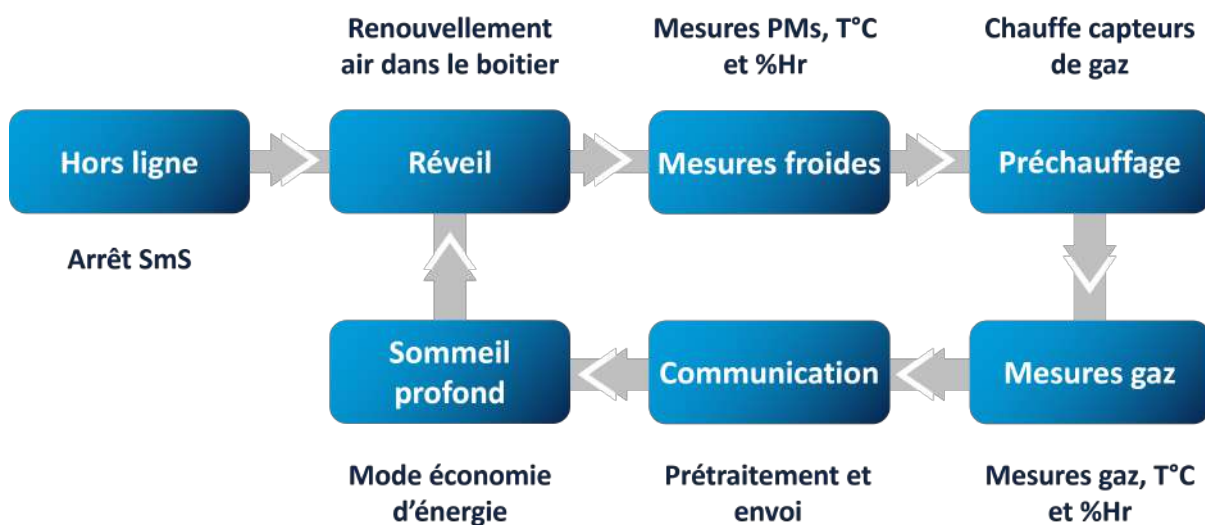 Renouvellement
air dans le boitier
Mesures PMs, T°C
et %Hr
Chauffe capteurs
de gaz
Hors ligne
Réveil
Mesures froides
Préchauffage
Arrêt SmS
Sommeil
profond
Communication
Mesures gaz
Mode économie
d’énergie
Prétraitement et
envoi
Mesures gaz, T°C
et %Hr